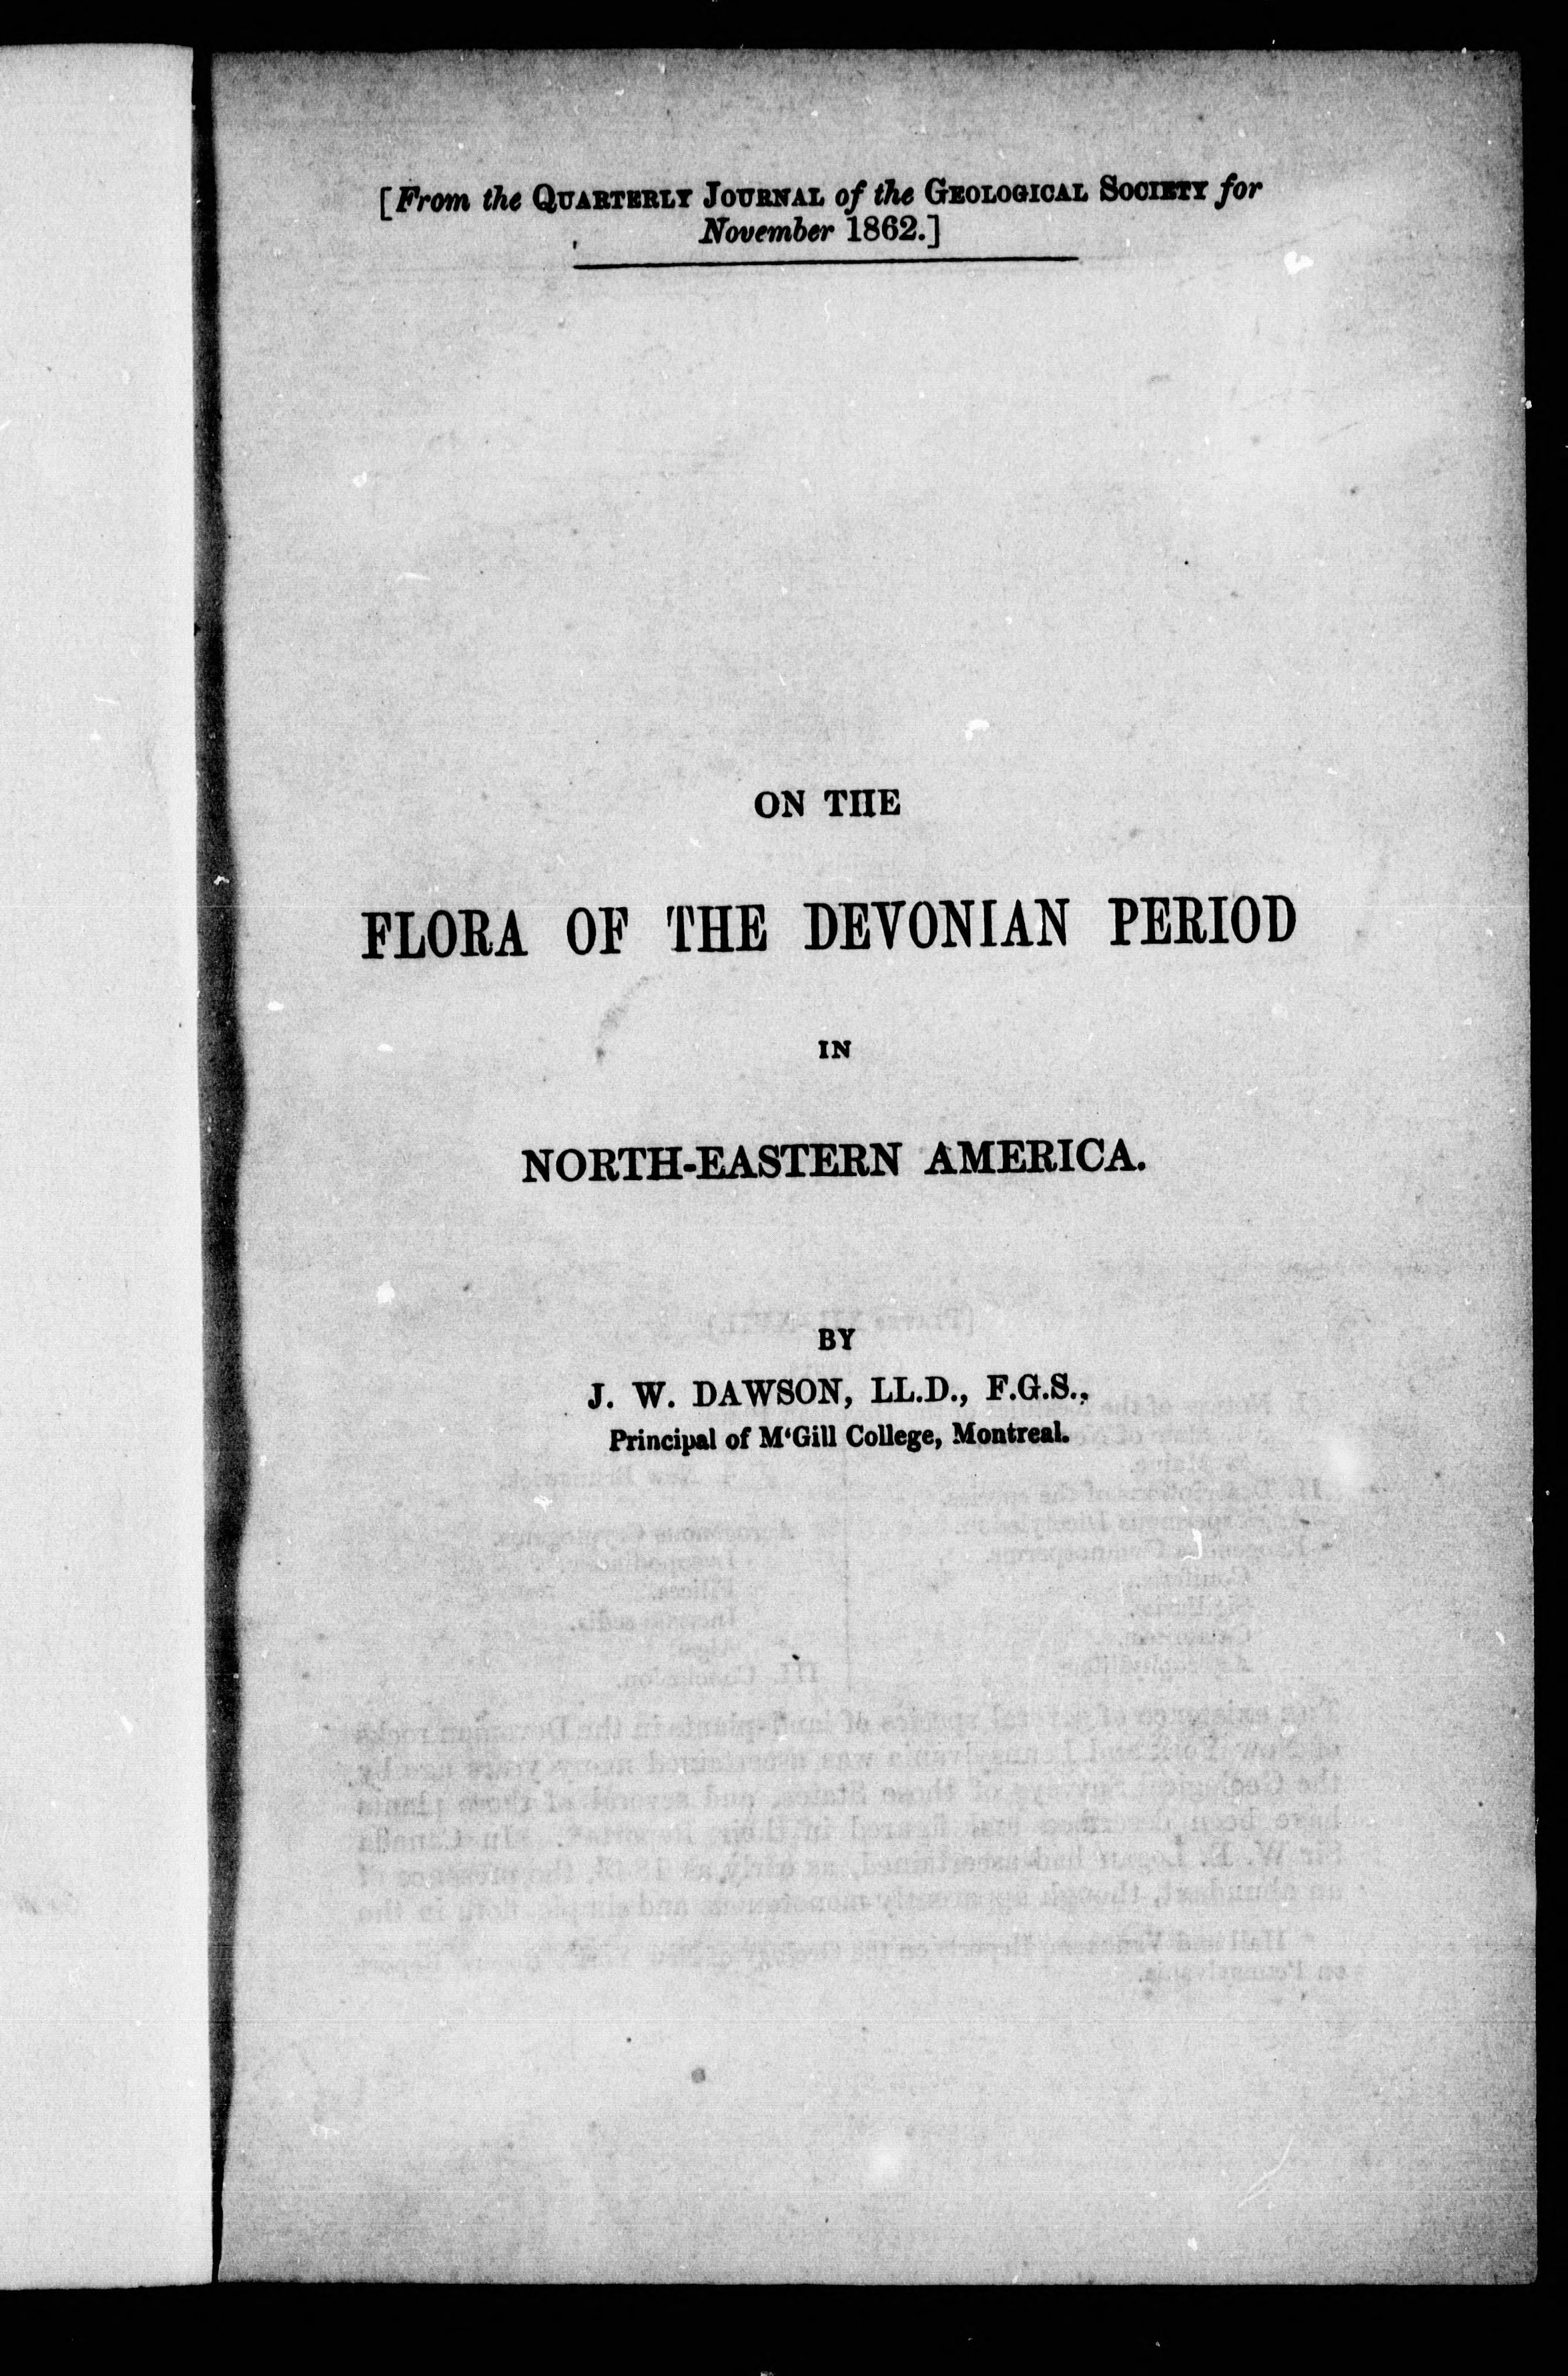 [From the QUARTERLY JOURNAL of the GEOLOGICAL SOCIETY for
November 1862.]
ON THE
FLORA OF THE DEVONIAN PERIOD
IN
NORTH-EASTERN AMERICA.
BY
J. W. DAWSON, LL.D., F.G.S.,
Principal of M‘Gill College, Montreal.